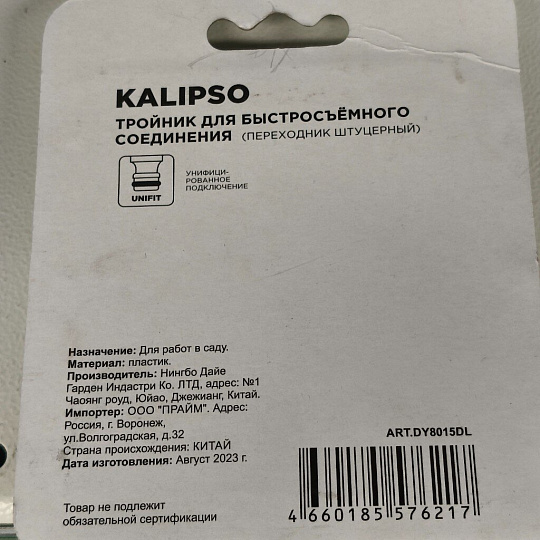 KALIPSO
ТРОЙНИК ДЛЯ БЫСТРОСЪЁМНОГО
СОЕДИНЕНИЯ (ПЕРЕХОДНИК ШТУЦЕРНЫЙ)
УНИФИЦИ-
РОВАННОЕ
ПОДКЛЮЧЕНИЕ
UNIFIT
Назначение: Для работ в саду.
Материал: пластик.
Производитель: Нингбо Дайе
Гарден Индастри Ко. ЛТД, адрес: №1
Чаоянг роуд, Юйао, Джежианг, Китай.
Импортер: ООО "ПРАЙМ". Адрес:
Россия, г. Воронеж,
ул.Волгоградская, д.32
Страна происхождения: КИТАЙ
Дата изготовления: Август 2023 г.
Товар не подлежит
обязательной сертификации
ART.DY8015DL
4 660185 576217